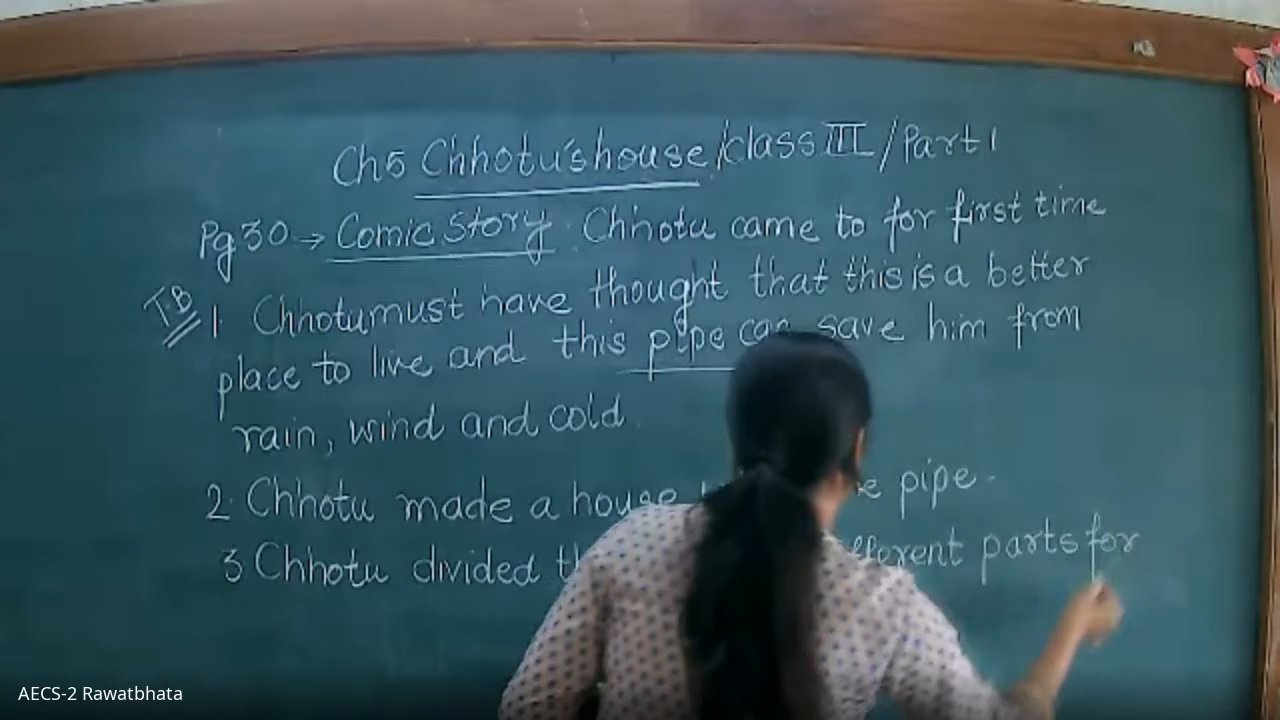 Ch5 Chhotu's house/class III/Part 1
Pg 30 → Comic Story. Chhotu came to for first time
TB
1. Chhotu must have thought that this is a better
place to live and this pipe can save him from
rain, wind and cold.
2. Chhotu made a house pipe.
3 Chhotu divided parts for
AECS-2 Rawatbhata